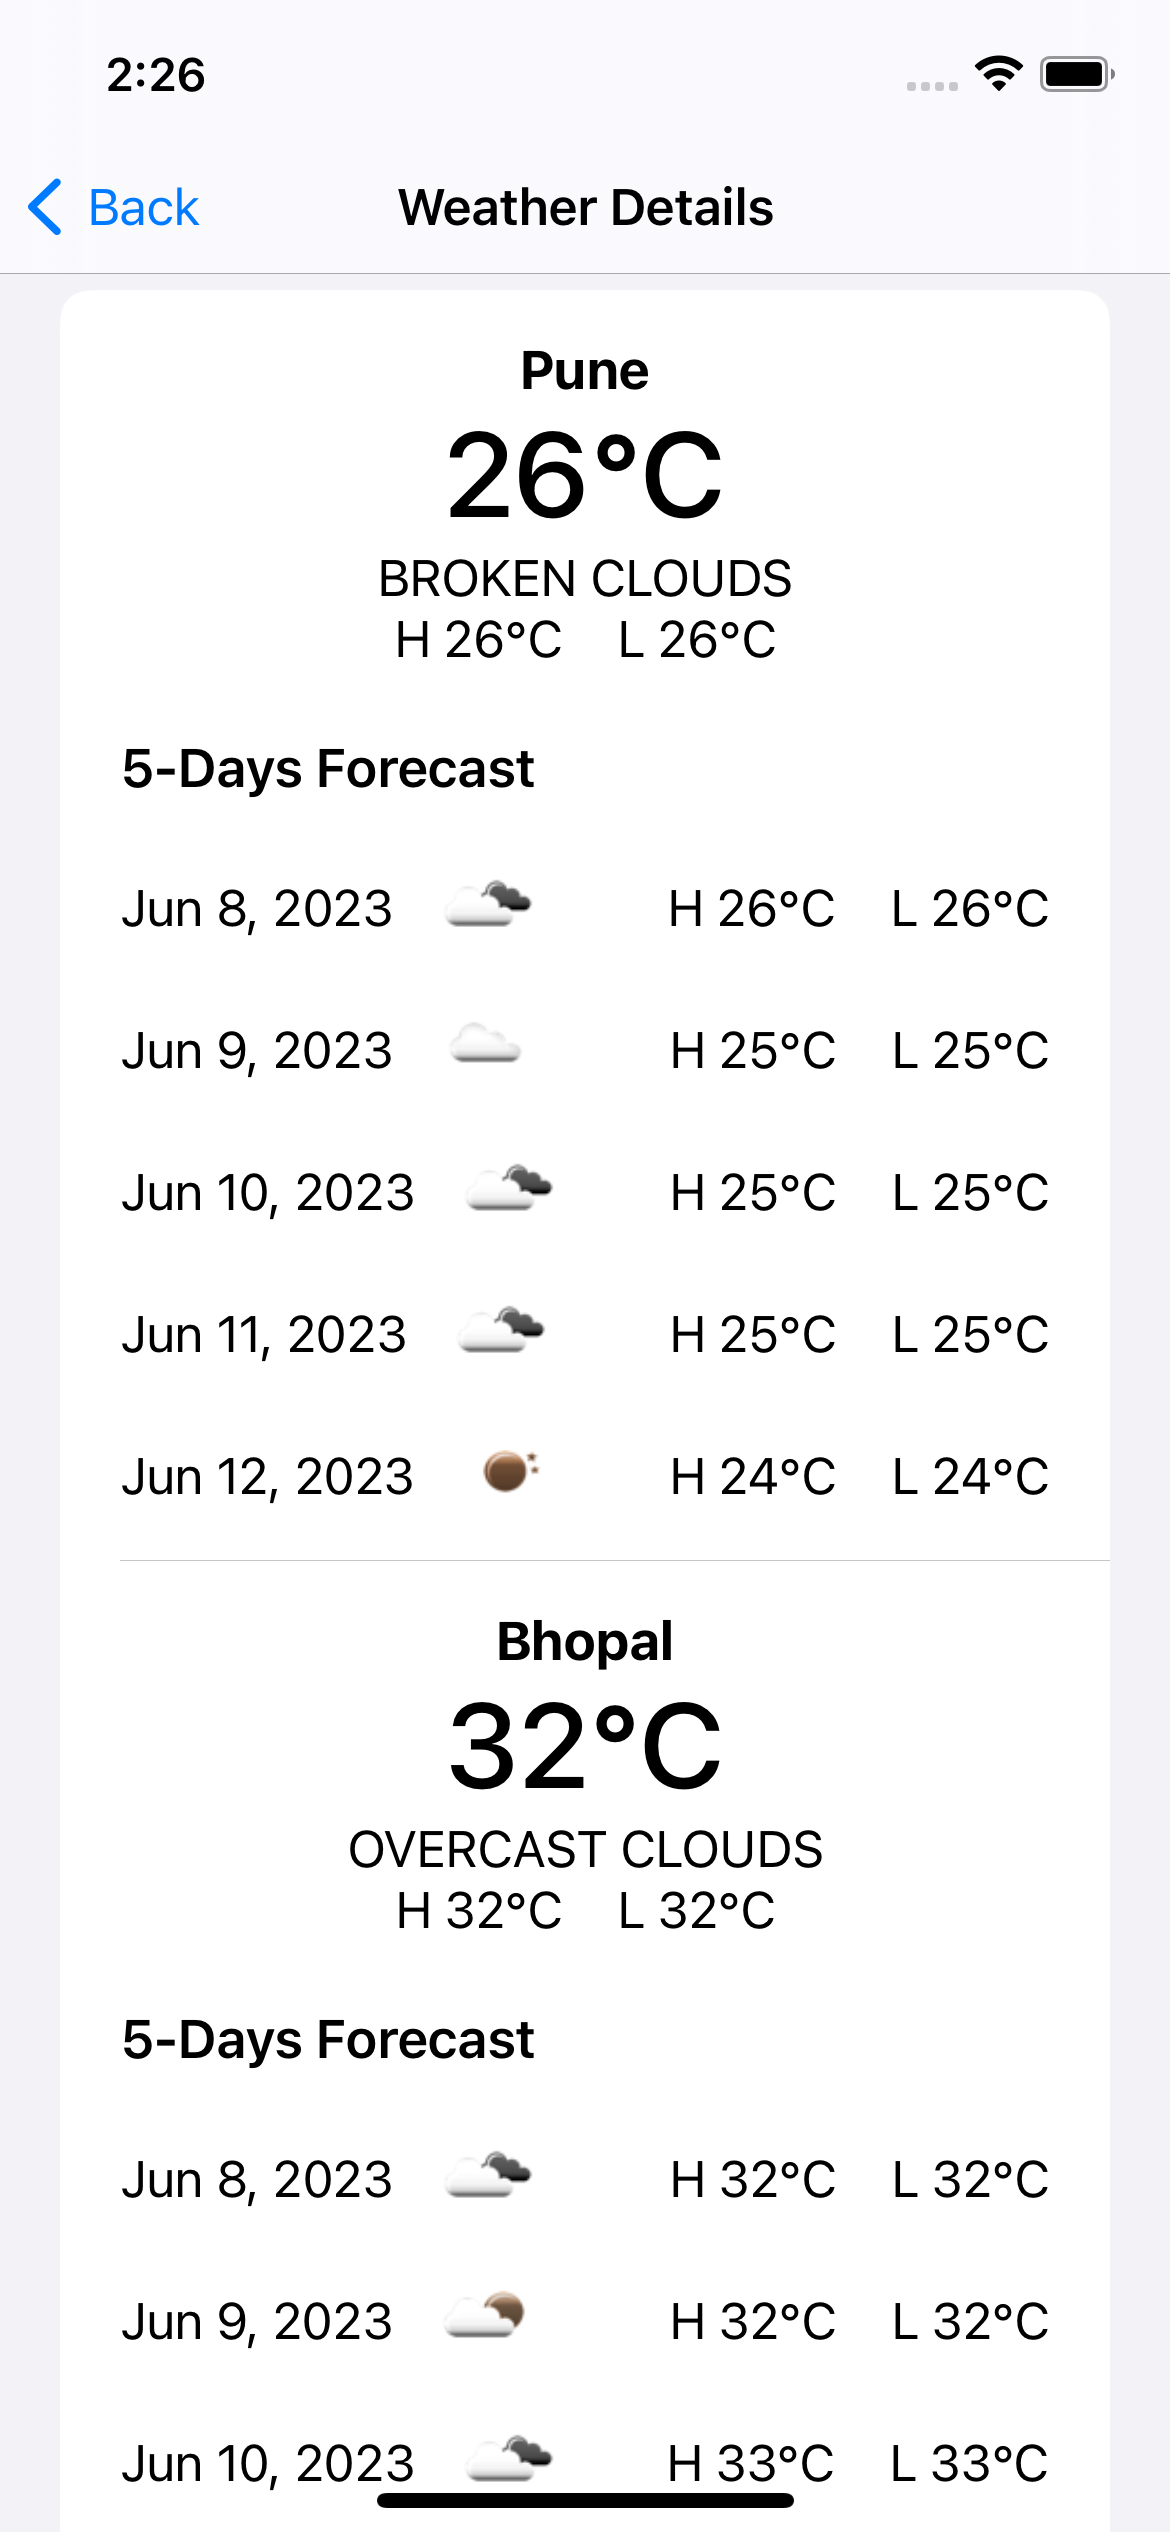 2:26
Back
Weather Details
Pune
26°C
BROKEN CLOUDS
H 26°C L 26°C
5-Days Forecast
Jun 8, 2023 H 26°C L 26°C
Jun 9, 2023 H 25°C L 25°C
Jun 10, 2023 H 25°C L 25°C
Jun 11, 2023 H 25°C L 25°C
Jun 12, 2023 H 24°C L 24°C
Bhopal
32°C
OVERCAST CLOUDS
H 32°C L 32°C
5-Days Forecast
Jun 8, 2023 H 32°C L 32°C
Jun 9, 2023 H 32°C L 32°C
Jun 10, 2023 H 33°C L 33°C